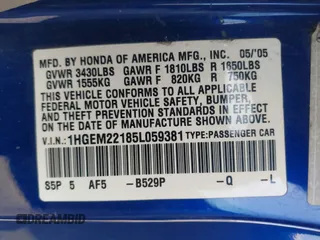 MFD. BY HONDA OF AMERICA MFG., INC. 05/'05
GVWR 3430LBS GAWR F 1810LBS R 1650LBS
GVWR 1555KG GAWR F 820KG R 750KG
THIS VEHICLE CONFORMS TO ALL APPLICABLE
FEDERAL MOTOR VEHICLE SAFETY, BUMPER, AND
THEFT PREVENTION STANDARDS IN EFFECT ON THE
DATE OF MANUFACTURE SHOWN ABOVE.
V.I.N.: 1HGEM22185L059381 TYPE:PASSENGER CAR
S5P 5 AF5 -B529P -Q -L
DREAMBID